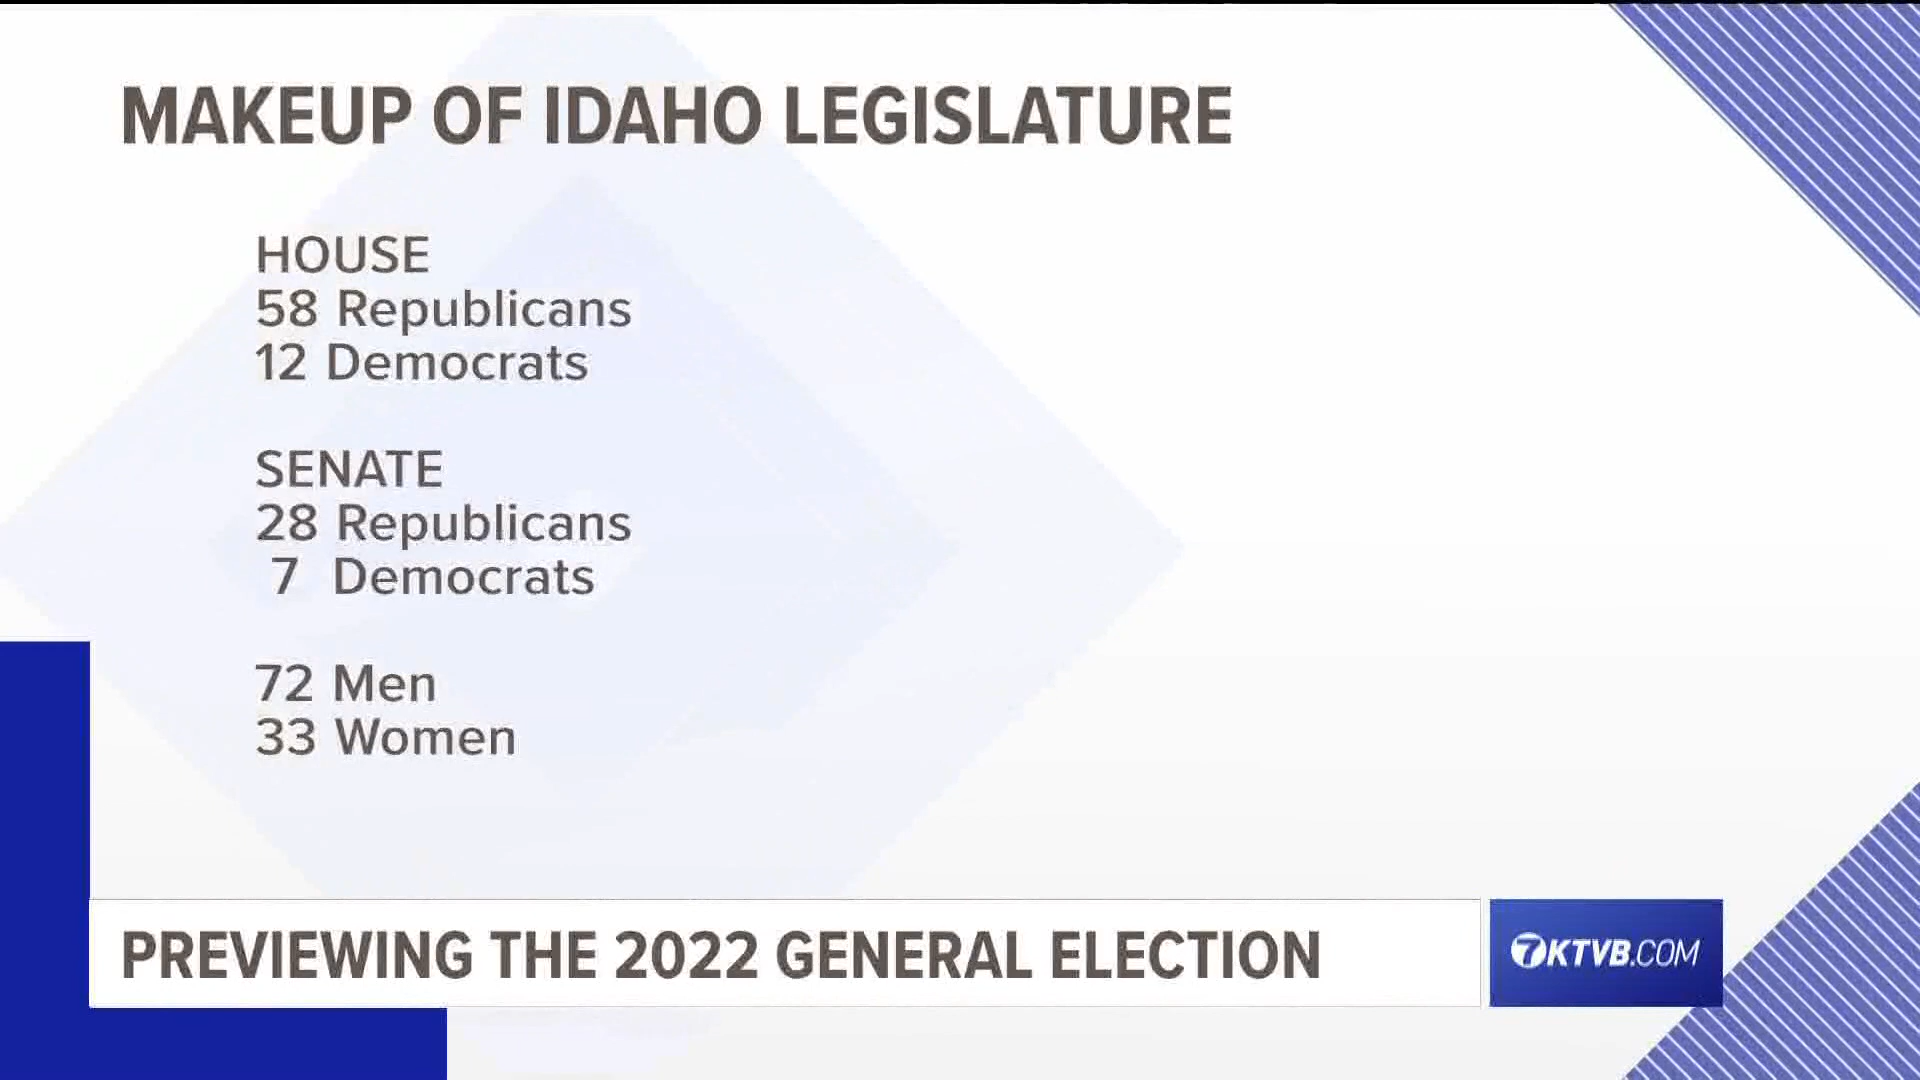 MAKEUP OF IDAHO LEGISLATURE
HOUSE
58 Republicans
12 Democrats
SENATE
28 Republicans
7 Democrats
72 Men
33 Women
PREVIEWING THE 2022 GENERAL ELECTION
7KTVB.COM